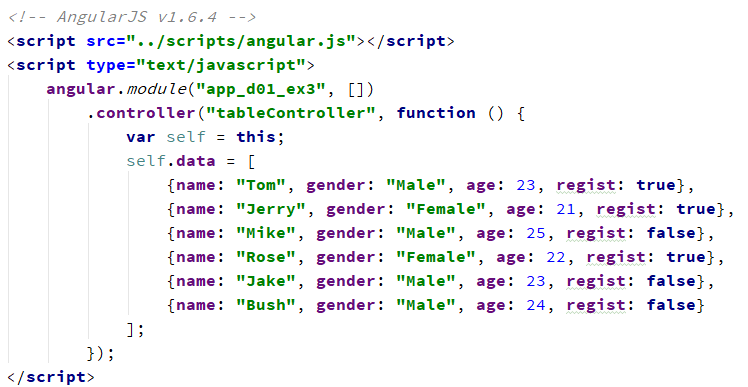 <!-- AngularJS v1.6.4 -->
<script src="../scripts/angular.js"></script>
<script type="text/javascript">
    angular.module("app_d01_ex3", [])
        .controller("tableController", function () {
            var self = this;
            self.data = [
                {name: "Tom", gender: "Male", age: 23, regist: true},
                {name: "Jerry", gender: "Female", age: 21, regist: true},
                {name: "Mike", gender: "Male", age: 25, regist: false},
                {name: "Rose", gender: "Female", age: 22, regist: true},
                {name: "Jake", gender: "Male", age: 23, regist: false},
                {name: "Bush", gender: "Male", age: 24, regist: false}
            ];
        });
</script>